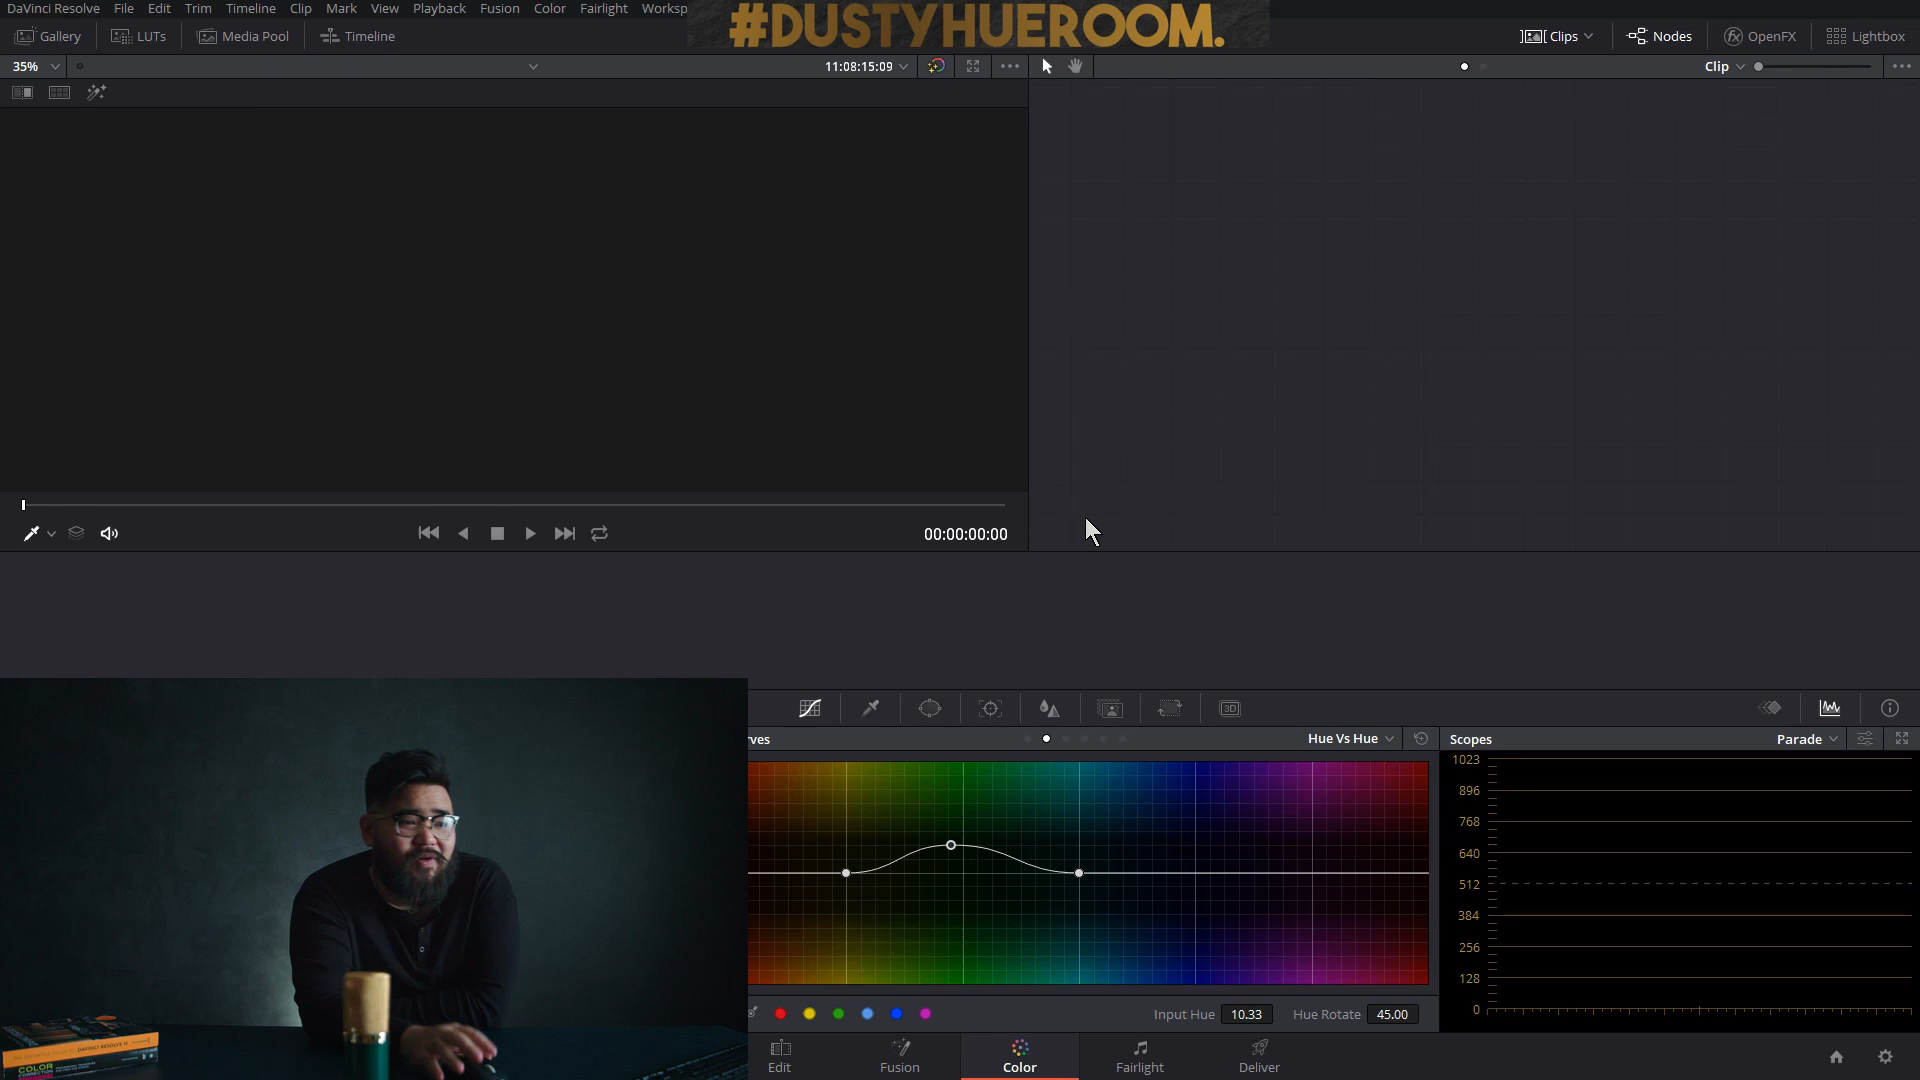 DaVinci Resolve File Edit Trim Timeline Clip Mark View Playback Fusion Color Fairlight Worksp
#DUSTYHUEROOM.
Gallery LUTs Media Pool Timeline Clips Nodes OpenFX Lightbox
35% 11:08:15:09 Clip
00:00:00:00
3D
rves Hue Vs Hue Scopes Parade
1023
896
768
640
512
384
256
128
0
Input Hue 10.33 Hue Rotate 45.00
COLOR
Edit Fusion Color Fairlight Deliver